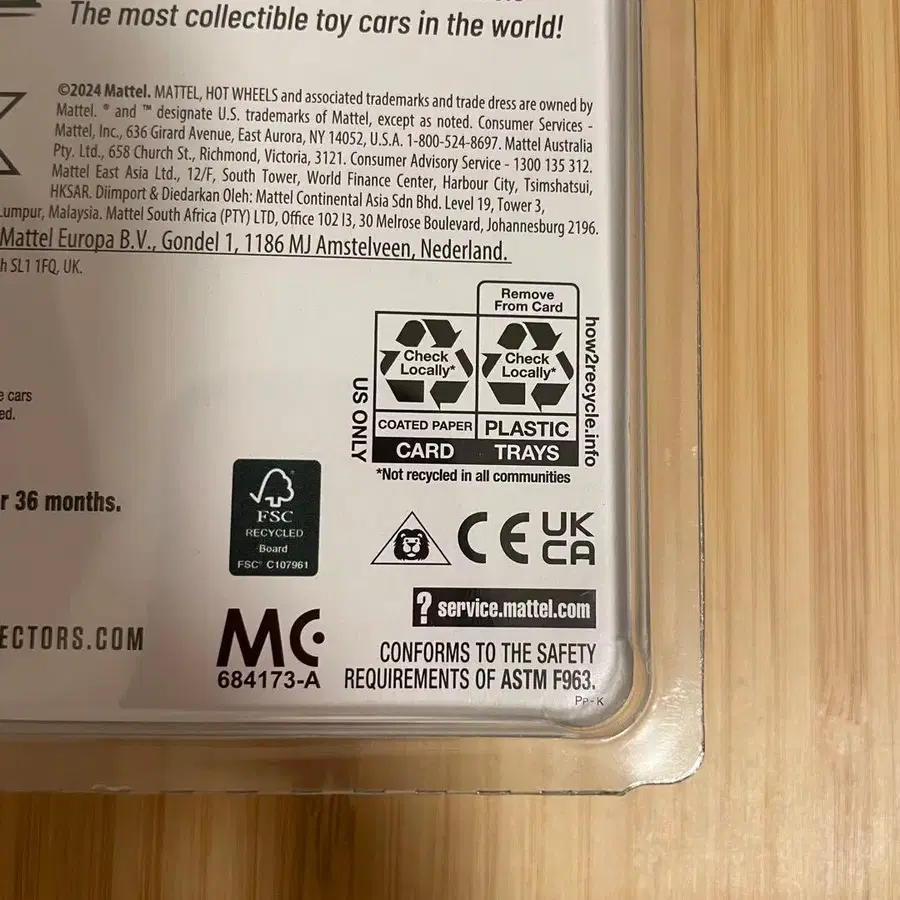 The most collectible toy cars in the world!
©2024 Mattel. MATTEL, HOT WHEELS and associated trademarks and trade dress are owned by
Mattel. ® and ™ designate U.S. trademarks of Mattel, except as noted. Consumer Services -
Mattel, Inc., 636 Girard Avenue, East Aurora, NY 14052, U.S.A. 1-800-524-8697. Mattel Australia
Pty. Ltd., 658 Church St., Richmond, Victoria, 3121. Consumer Advisory Service - 1300 135 312.
Mattel East Asia Ltd., 12/F, South Tower, World Finance Center, Harbour City, Tsimshatsui,
HKSAR. Diimport & Diedarkan Oleh: Mattel Continental Asia Sdn Bhd. Level 19, Tower 3,
Lumpur, Malaysia. Mattel South Africa (PTY) LTD, Office 102 I3, 30 Melrose Boulevard, Johannesburg 2196.
Mattel Europa B.V., Gondel 1, 1186 MJ Amstelveen, Nederland.
h SL1 1FQ, UK.
Remove
From Card
Check
Locally*
Check
Locally*
US ONLY
how2recycle.info
COATED PAPER
PLASTIC
CARD
TRAYS
*Not recycled in all communities
e cars
ed.
r 36 months.
FSC
RECYCLED
Board
FSC® C107961
CE
UK
CA
? service.mattel.com
ECTORS.COM
MC
684173-A
CONFORMS TO THE SAFETY
REQUIREMENTS OF ASTM F963.
PP-K